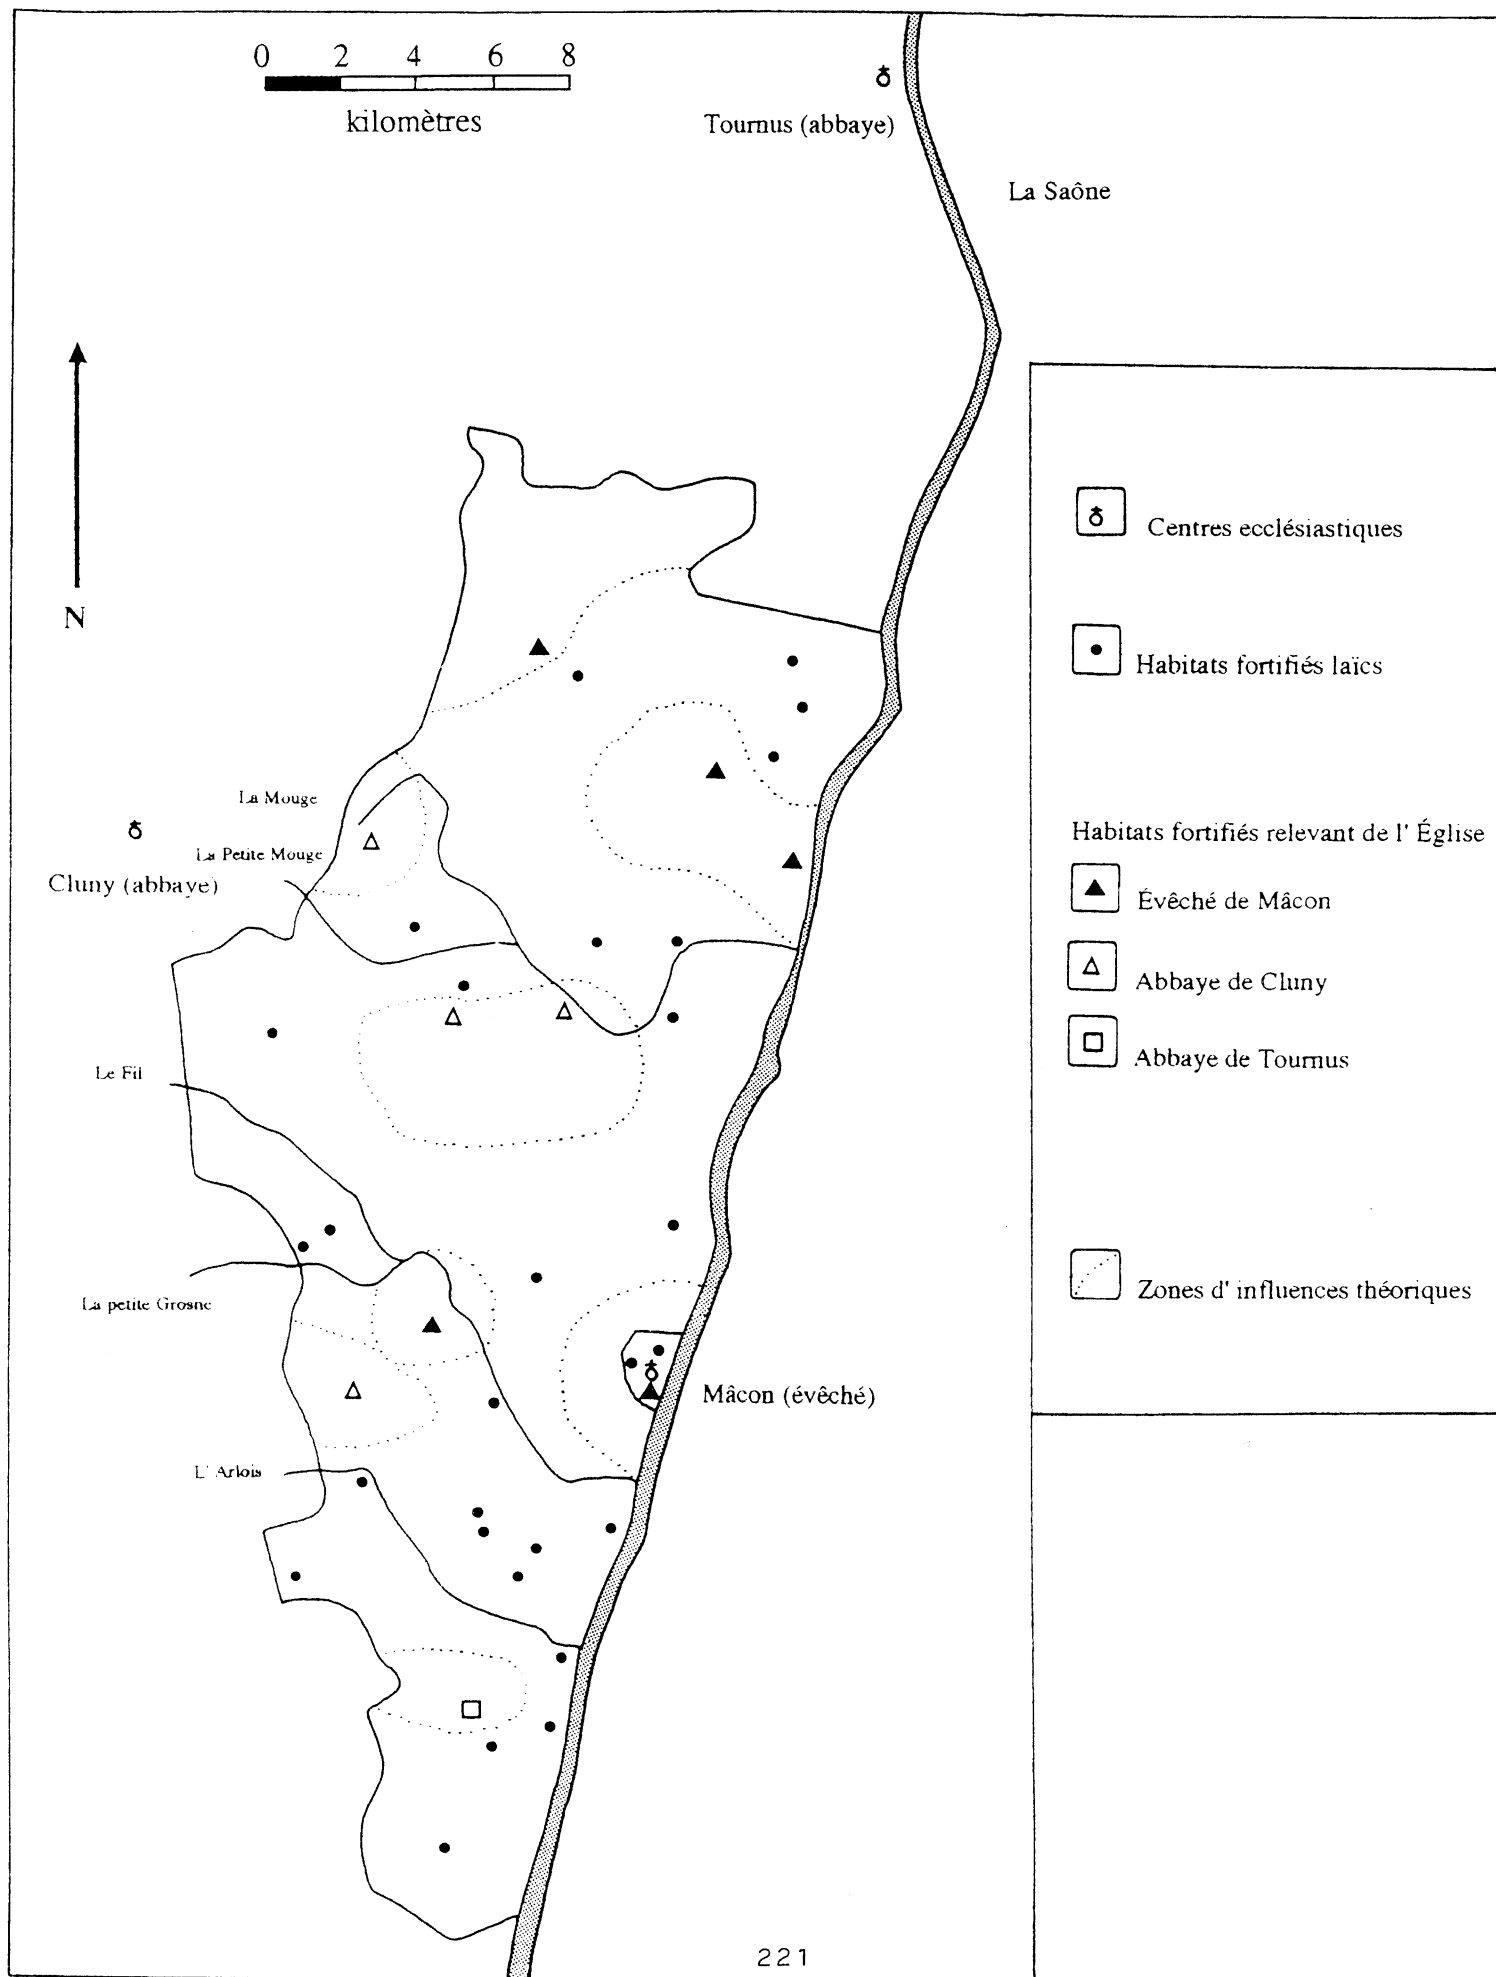 0 2 4 6 8
kilomètres
Tournus (abbaye)
La Saône
N
Centres ecclésiastiques
Habitats fortifiés laïcs
La Mouge
La Petite Mouge
Cluny (abbaye)
Habitats fortifiés relevant de l' Église
Évêché de Mâcon
Abbaye de Cluny
Abbaye de Tournus
Le Fil
La petite Grosne
Zones d' influences théoriques
Mâcon (évêché)
L' Arlois
221